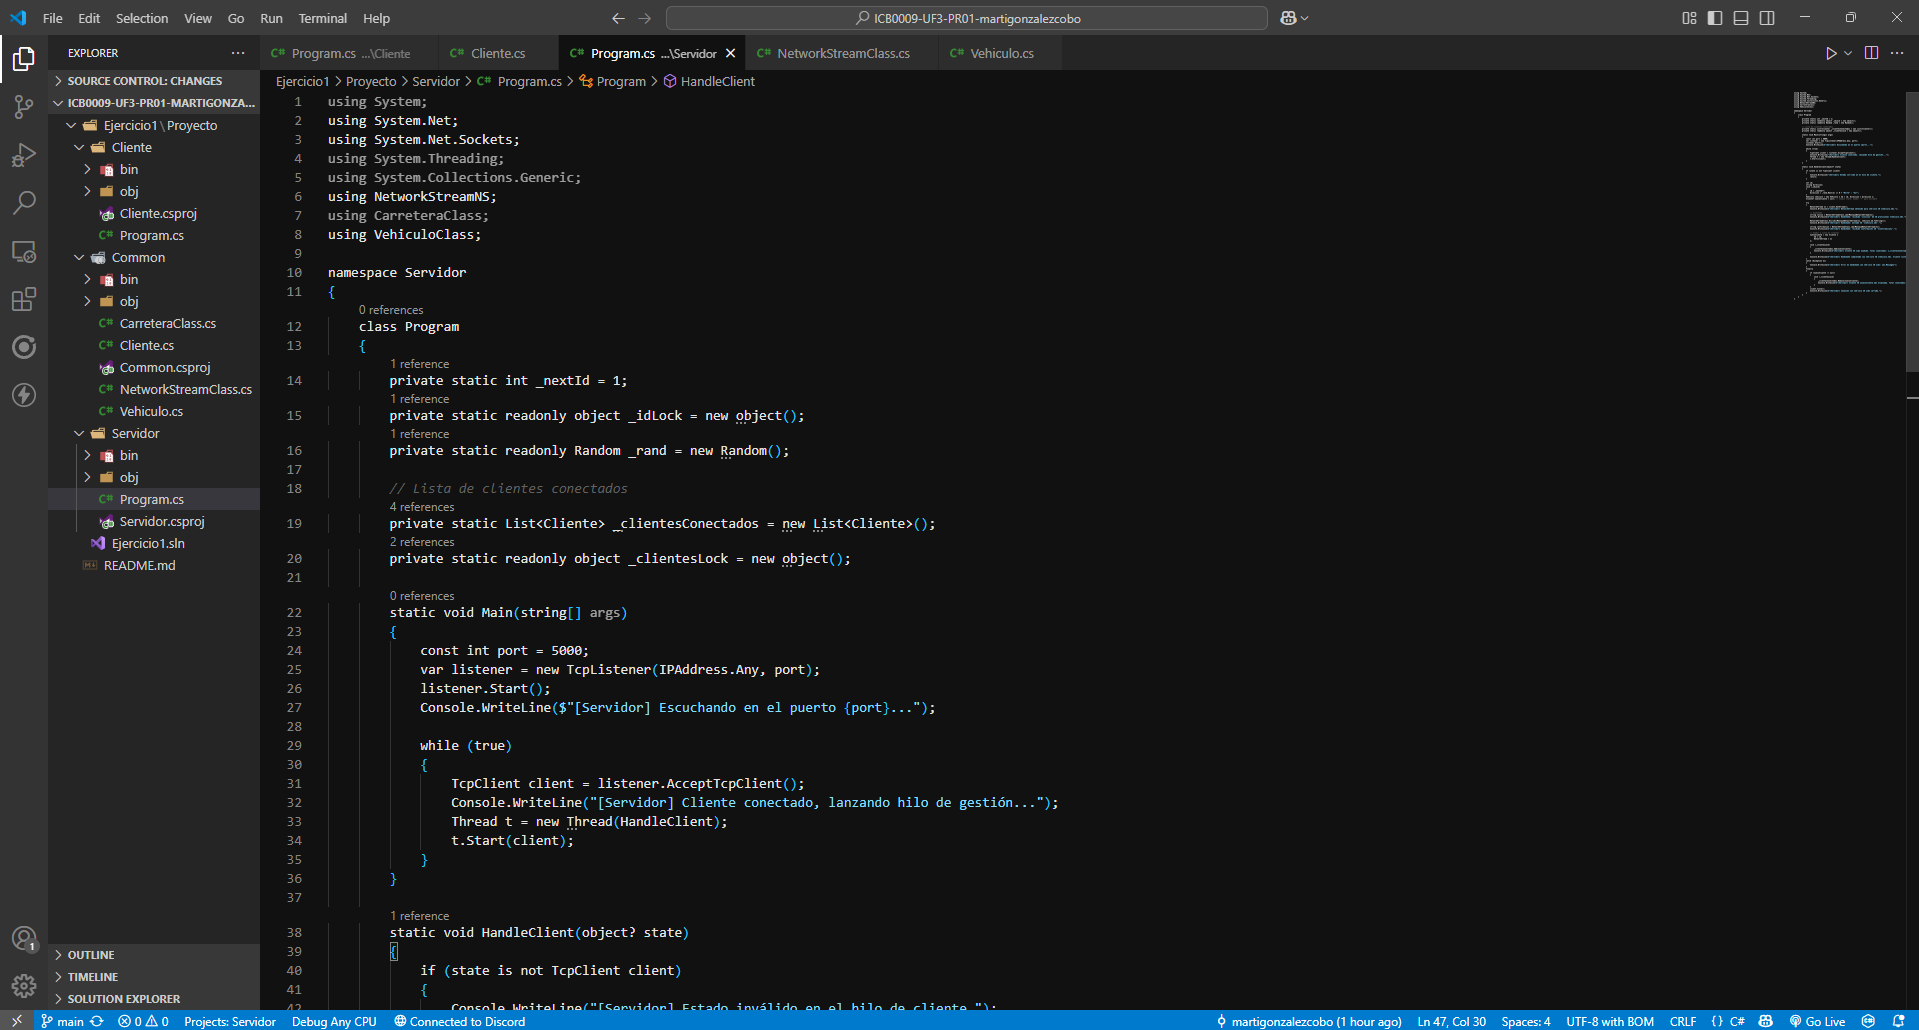 File Edit Selection View Go Run Terminal Help
ICB0009-UF3-PR01-martigonzalezcobo
EXPLORER
SOURCE CONTROL: CHANGES
ICB0009-UF3-PR01-MARTIGONZA...
Ejercicio1\Proyecto
Cliente
bin
obj
Cliente.csproj
Program.cs
Common
bin
obj
CarreteraClass.cs
Cliente.cs
Common.csproj
NetworkStreamClass.cs
Vehiculo.cs
Servidor
bin
obj
Program.cs
Servidor.csproj
Ejercicio1.sln
README.md
OUTLINE
TIMELINE
SOLUTION EXPLORER
1
C# Program.cs ...\Cliente C# Cliente.cs C# Program.cs ...\Servidor C# NetworkStreamClass.cs C# Vehiculo.cs
Ejercicio1 > Proyecto > Servidor > C# Program.cs > Program > HandleClient
1 using System;
2 using System.Net;
3 using System.Net.Sockets;
4 using System.Threading;
5 using System.Collections.Generic;
6 using NetworkStreamNS;
7 using CarreteraClass;
8 using VehiculoClass;
9
10 namespace Servidor
11 {
0 references
12 class Program
13 {
1 reference
14 private static int _nextId = 1;
1 reference
15 private static readonly object _idLock = new object();
1 reference
16 private static readonly Random _rand = new Random();
17
18 // Lista de clientes conectados
4 references
19 private static List<Cliente> _clientesConectados = new List<Cliente>();
2 references
20 private static readonly object _clientesLock = new object();
21
0 references
22 static void Main(string[] args)
23 {
24 const int port = 5000;
25 var listener = new TcpListener(IPAddress.Any, port);
26 listener.Start();
27 Console.WriteLine($"[Servidor] Escuchando en el puerto {port}...");
28
29 while (true)
30 {
31 TcpClient client = listener.AcceptTcpClient();
32 Console.WriteLine("[Servidor] Cliente conectado, lanzando hilo de gestión...");
33 Thread t = new Thread(HandleClient);
34 t.Start(client);
35 }
36 }
37
1 reference
38 static void HandleClient(object? state)
39 {
40 if (state is not TcpClient client)
41 {
42 Console.WriteLine("[Servidor] Estado inválido en el hilo de cliente.");
main 0 0 Projects: Servidor Debug Any CPU Connected to Discord martigonzalezcobo (1 hour ago) Ln 47, Col 30 Spaces: 4 UTF-8 with BOM CRLF {} C# Go Live